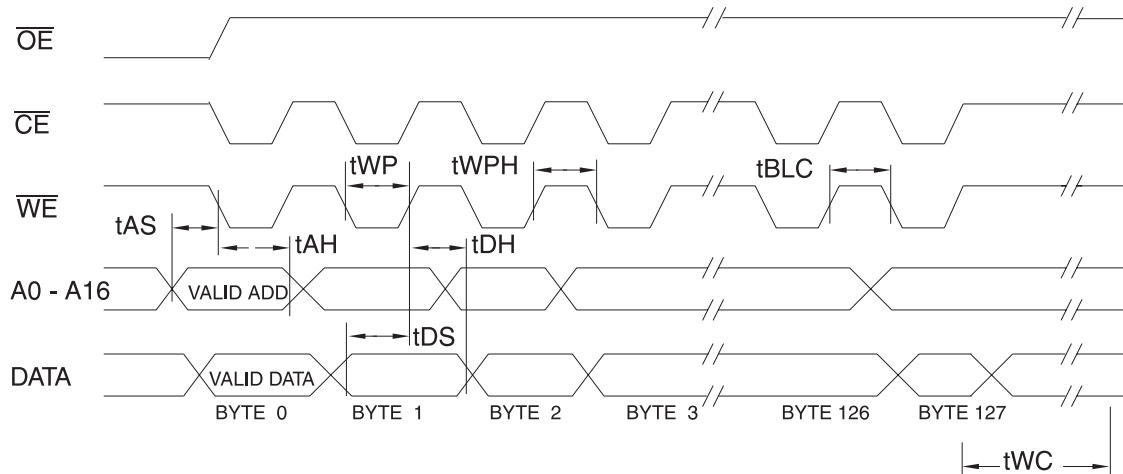 OE
CE
tWP
tWPH
tBLC
WE
tAS
tAH
tDH
A0 - A16
VALID ADD
tDS
DATA
VALID DATA
BYTE 0
BYTE 1
BYTE 2
BYTE 3
BYTE 126
BYTE 127
tWC